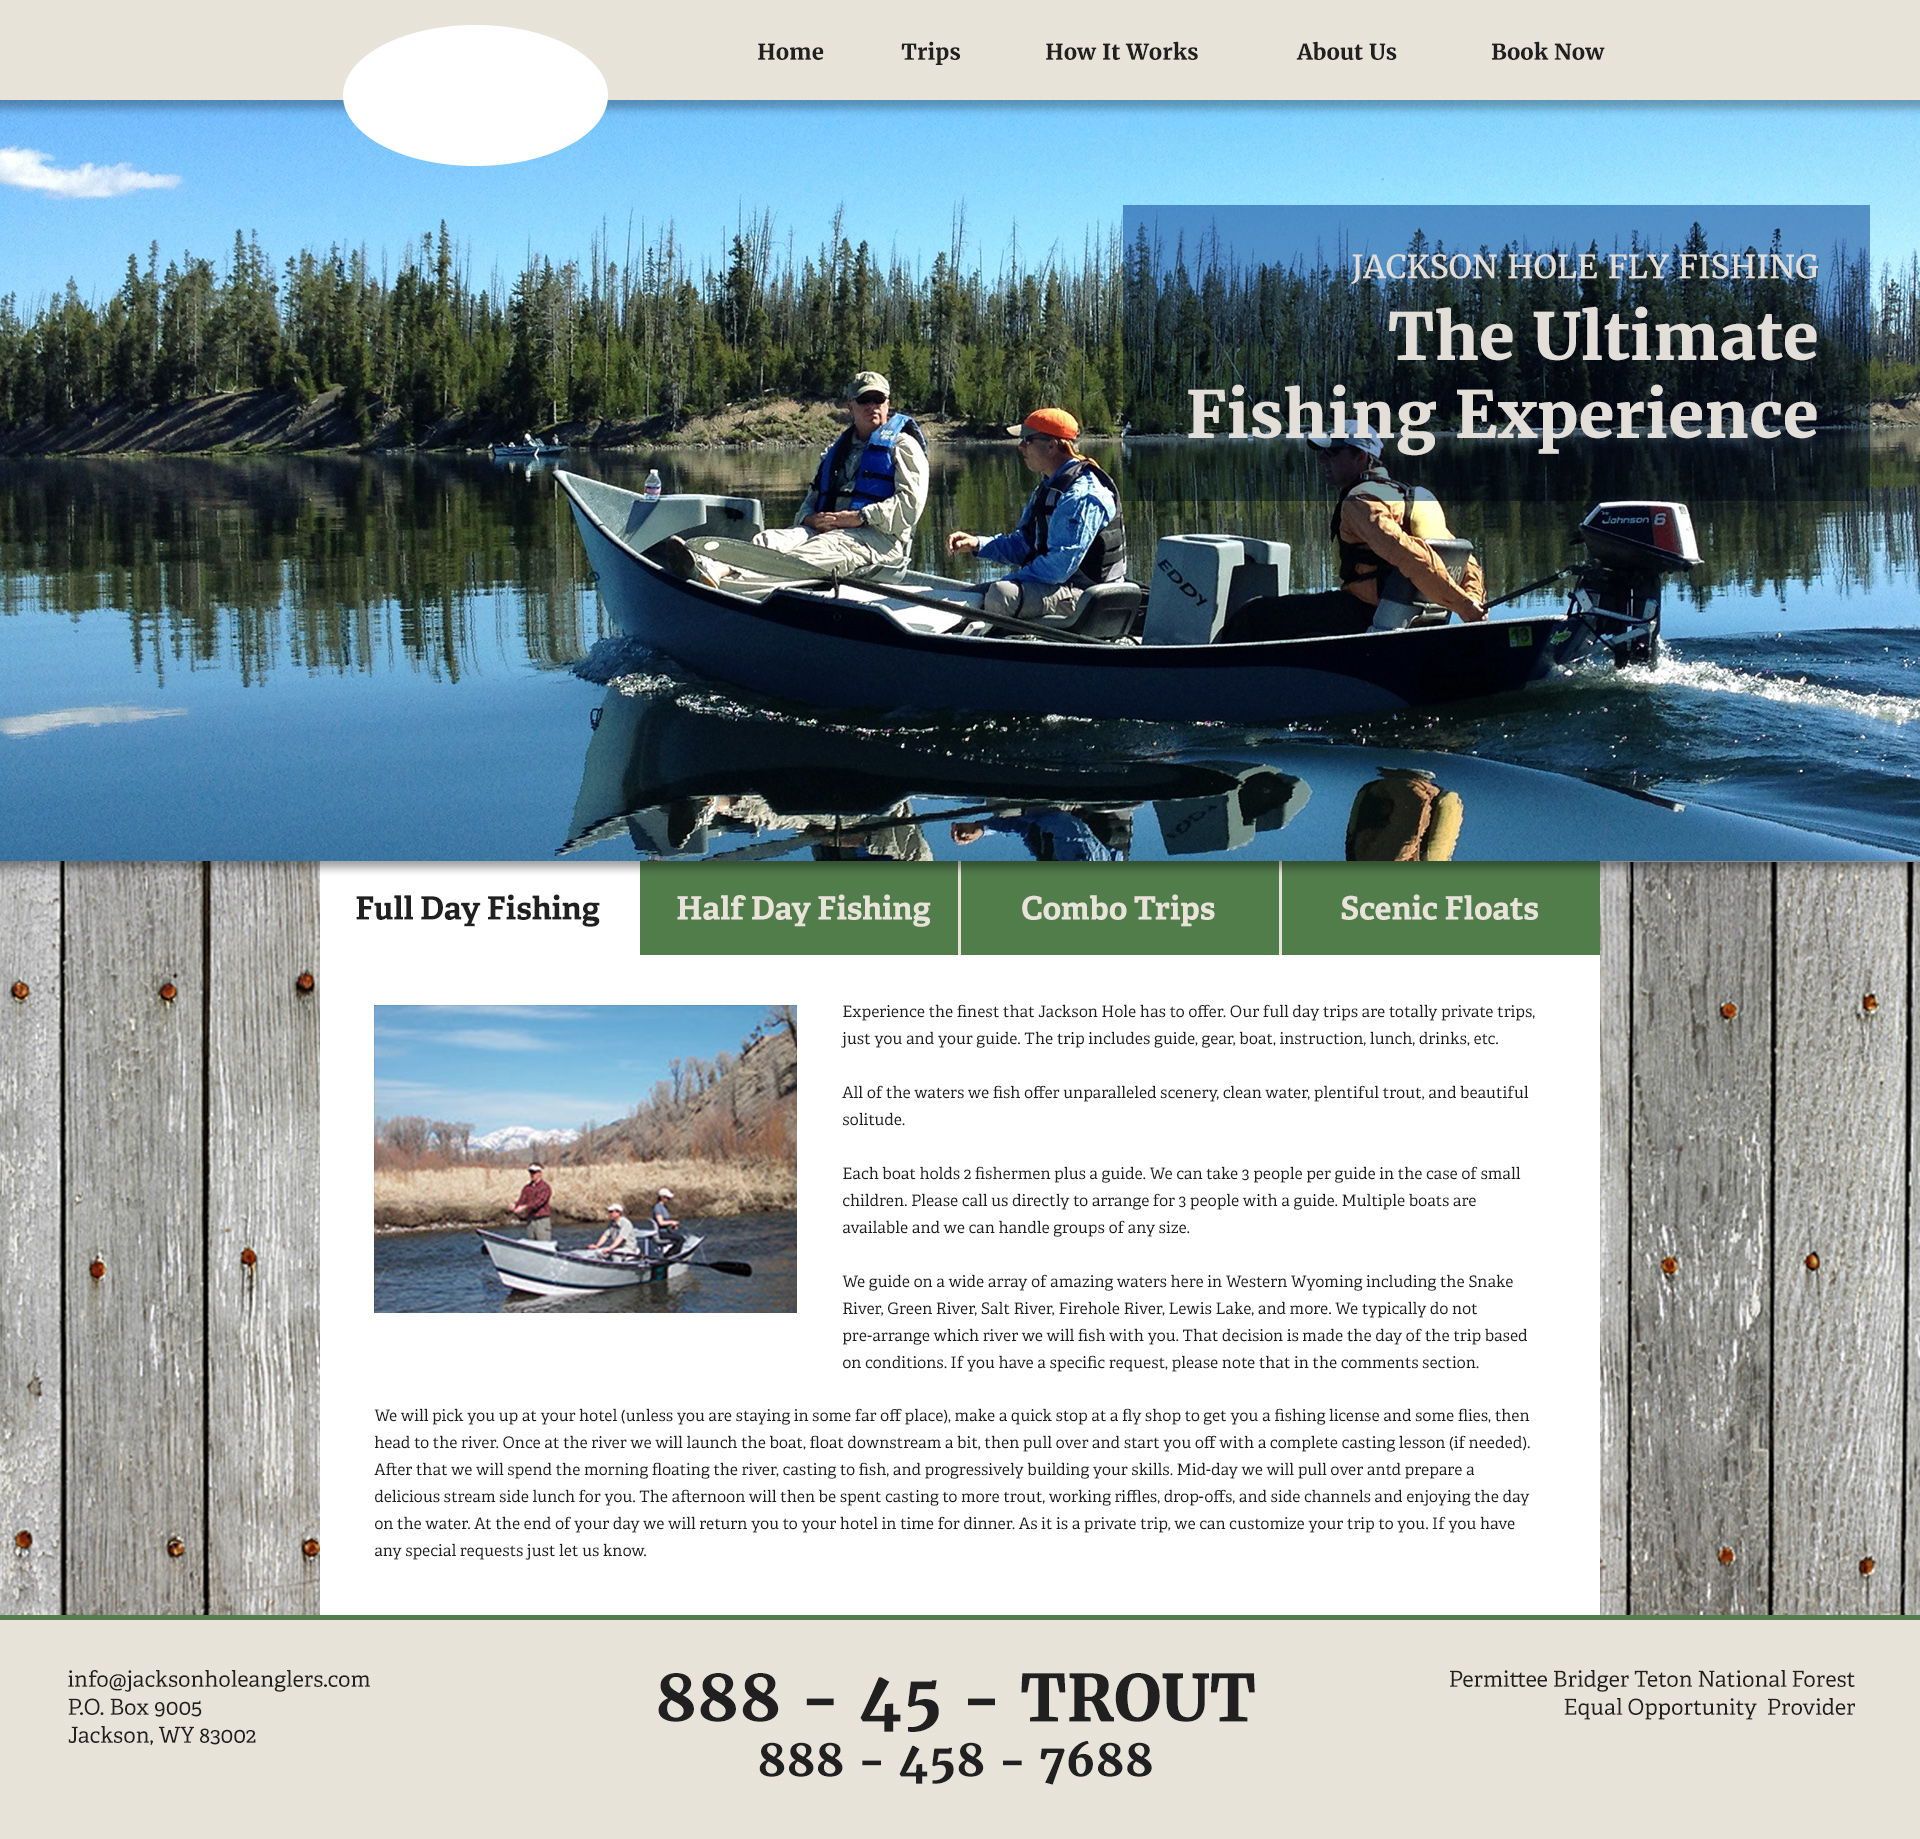 Home Trips How It Works About Us Book Now
JACKSON HOLE FLY FISHING
The Ultimate
Fishing Experience
Johnson 6
EDDY
Full Day Fishing Half Day Fishing Combo Trips Scenic Floats
Experience the finest that Jackson Hole has to offer. Our full day trips are totally private trips,
just you and your guide. The trip includes guide, gear, boat, instruction, lunch, drinks, etc.
All of the waters we fish offer unparalleled scenery, clean water, plentiful trout, and beautiful
solitude.
Each boat holds 2 fishermen plus a guide. We can take 3 people per guide in the case of small
children. Please call us directly to arrange for 3 people with a guide. Multiple boats are
available and we can handle groups of any size.
We guide on a wide array of amazing waters here in Western Wyoming including the Snake
River, Green River, Salt River, Firehole River, Lewis Lake, and more. We typically do not
pre-arrange which river we will fish with you. That decision is made the day of the trip based
on conditions. If you have a specific request, please note that in the comments section.
We will pick you up at your hotel (unless you are staying in some far off place), make a quick stop at a fly shop to get you a fishing license and some flies, then
head to the river. Once at the river we will launch the boat, float downstream a bit, then pull over and start you off with a complete casting lesson (if needed).
After that we will spend the morning floating the river, casting to fish, and progressively building your skills. Mid-day we will pull over antd prepare a
delicious stream side lunch for you. The afternoon will then be spent casting to more trout, working riffles, drop-offs, and side channels and enjoying the day
on the water. At the end of your day we will return you to your hotel in time for dinner. As it is a private trip, we can customize your trip to you. If you have
any special requests just let us know.
info@jacksonholeanglers.com
P.O. Box 9005
Jackson, WY 83002
888 - 45 - TROUT
888 - 458 - 7688
Permittee Bridger Teton National Forest
Equal Opportunity  Provider